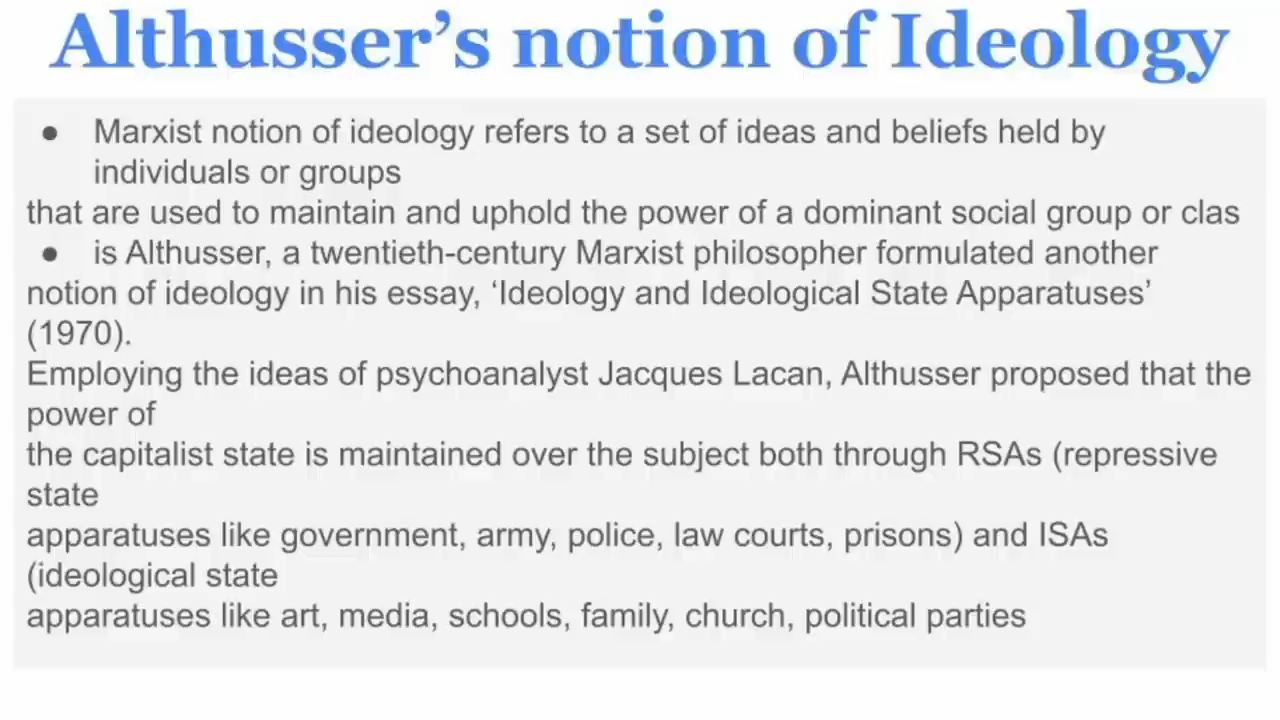 Althusser’s notion of Ideology
● Marxist notion of ideology refers to a set of ideas and beliefs held by
individuals or groups
that are used to maintain and uphold the power of a dominant social group or clas
● is Althusser, a twentieth-century Marxist philosopher formulated another
notion of ideology in his essay, ‘Ideology and Ideological State Apparatuses’
(1970).
Employing the ideas of psychoanalyst Jacques Lacan, Althusser proposed that the
power of
the capitalist state is maintained over the subject both through RSAs (repressive
state
apparatuses like government, army, police, law courts, prisons) and ISAs
(ideological state
apparatuses like art, media, schools, family, church, political parties